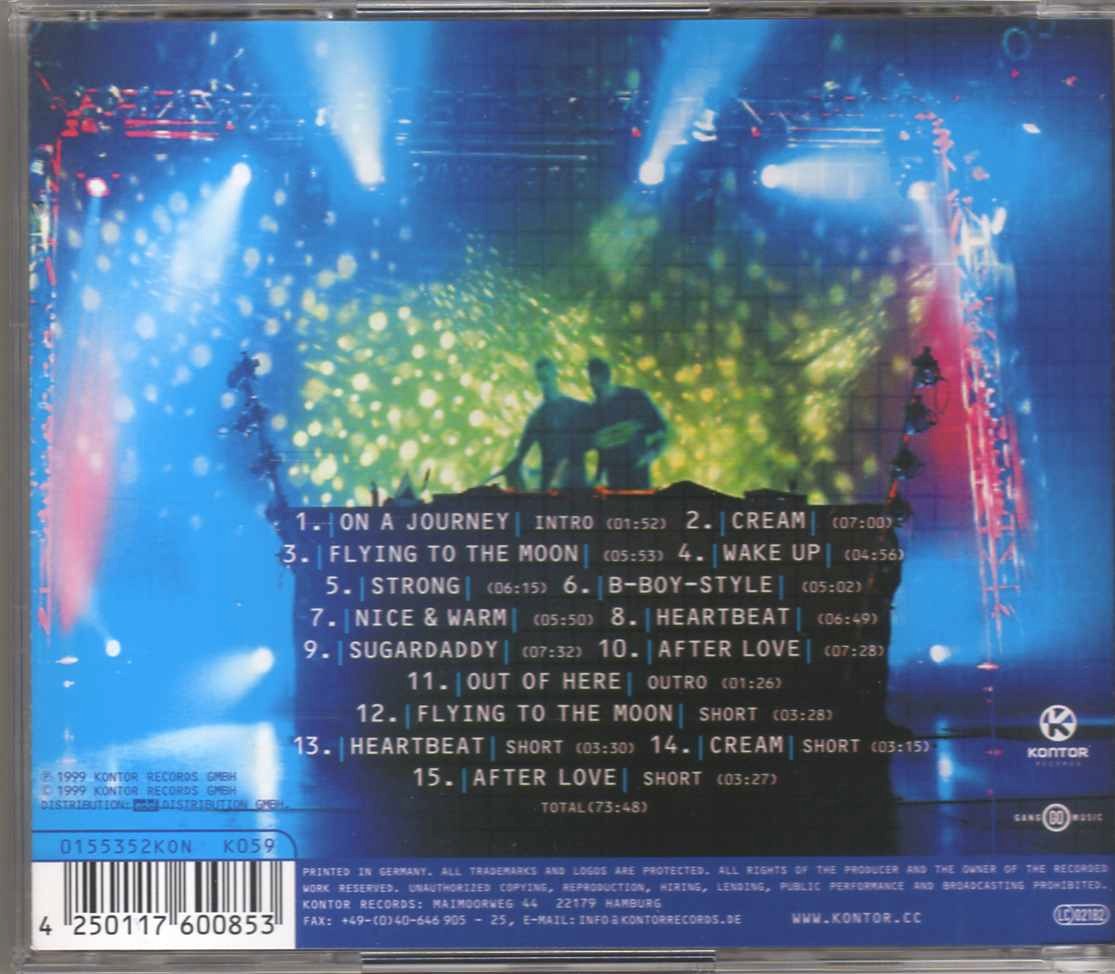 1. | ON A JOURNEY | INTRO (01:52) 2. | CREAM | (07:00)
3. | FLYING TO THE MOON | (05:53) 4. | WAKE UP | (04:56)
5. | STRONG | (06:15) 6. | B-BOY-STYLE | (05:02)
7. | NICE & WARM | (05:50) 8. | HEARTBEAT | (06:49)
9. | SUGARDADDY | (07:32) 10. | AFTER LOVE | (07:28)
11. | OUT OF HERE | OUTRO (01:26)
12. | FLYING TO THE MOON | SHORT (03:28)
13. | HEARTBEAT | SHORT (03:30) 14. | CREAM | SHORT (03:15)
15. | AFTER LOVE | SHORT (03:27)
TOTAL(73:48)
KONTOR
RECORDS
GANG GO MUSIC
℗ 1999 KONTOR RECORDS GMBH
© 1999 KONTOR RECORDS GMBH
DISTRIBUTION: edel DISTRIBUTION GMBH.
0155352KON K059
4 250117 600853
PRINTED IN GERMANY. ALL TRADEMARKS AND LOGOS ARE PROTECTED. ALL RIGHTS OF THE PRODUCER AND THE OWNER OF THE RECORDED
WORK RESERVED. UNAUTHORIZED COPYING, REPRODUCTION, HIRING, LENDING, PUBLIC PERFORMANCE AND BROADCASTING PROHIBITED.
KONTOR RECORDS: MAIMOORWEG 44 22179 HAMBURG
FAX: +49-(0)40-646 905 - 25, E-MAIL: INFO@KONTORRECORDS.DE WWW.KONTOR.CC
LC 02182